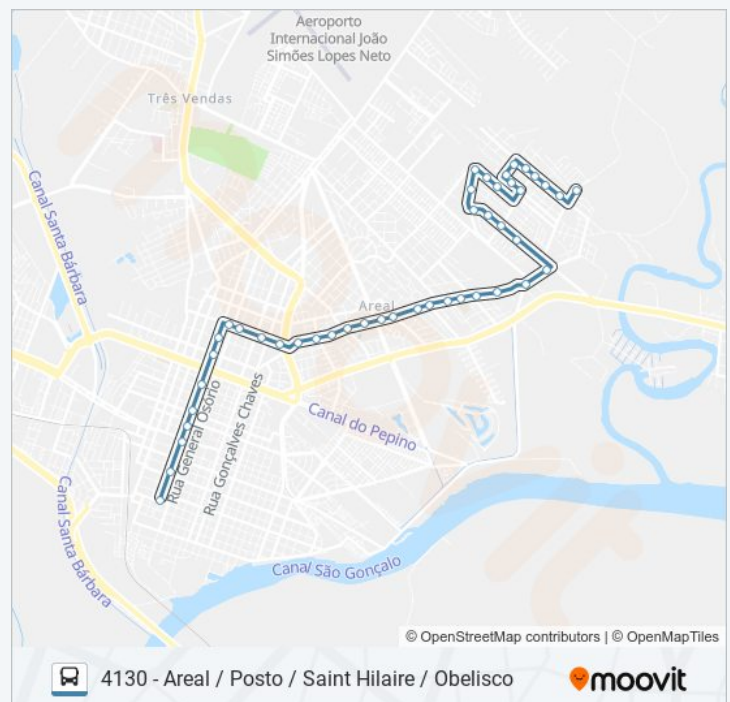 Aeroporto
Internacional João
Simões Lopes Neto
Três Vendas
Canal Santa Bárbara
Areal
Rua General Osório
Rua Gonçalves Chaves
Canal do Pepino
Canal Santa Bárbara
Canal São Gonçalo
© OpenStreetMap contributors | © OpenMapTiles
4130 - Areal / Posto / Saint Hilaire / Obelisco
moovit